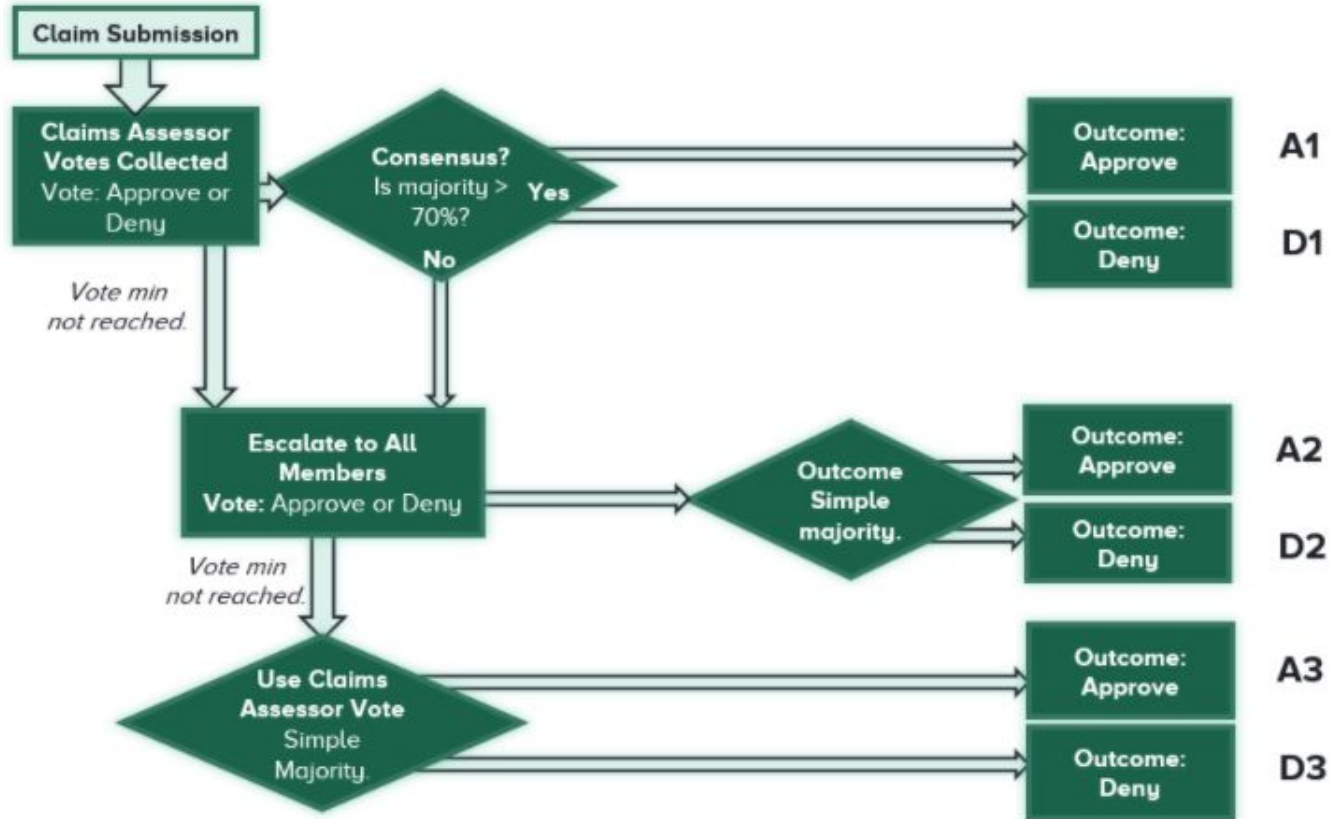 Claim Submission
Claims Assessor
Votes Collected
Vote: Approve or
Deny
Consensus?
Is majority >
70%?
Yes
No
Outcome:
Approve
A1
Outcome:
Deny
D1
Vote min
not reached.
Escalate to All
Members
Vote: Approve or Deny
Outcome
Simple
majority.
Outcome:
Approve
A2
Outcome:
Deny
D2
Vote min
not reached.
Use Claims
Assessor Vote
Simple
Majority.
Outcome:
Approve
A3
Outcome:
Deny
D3